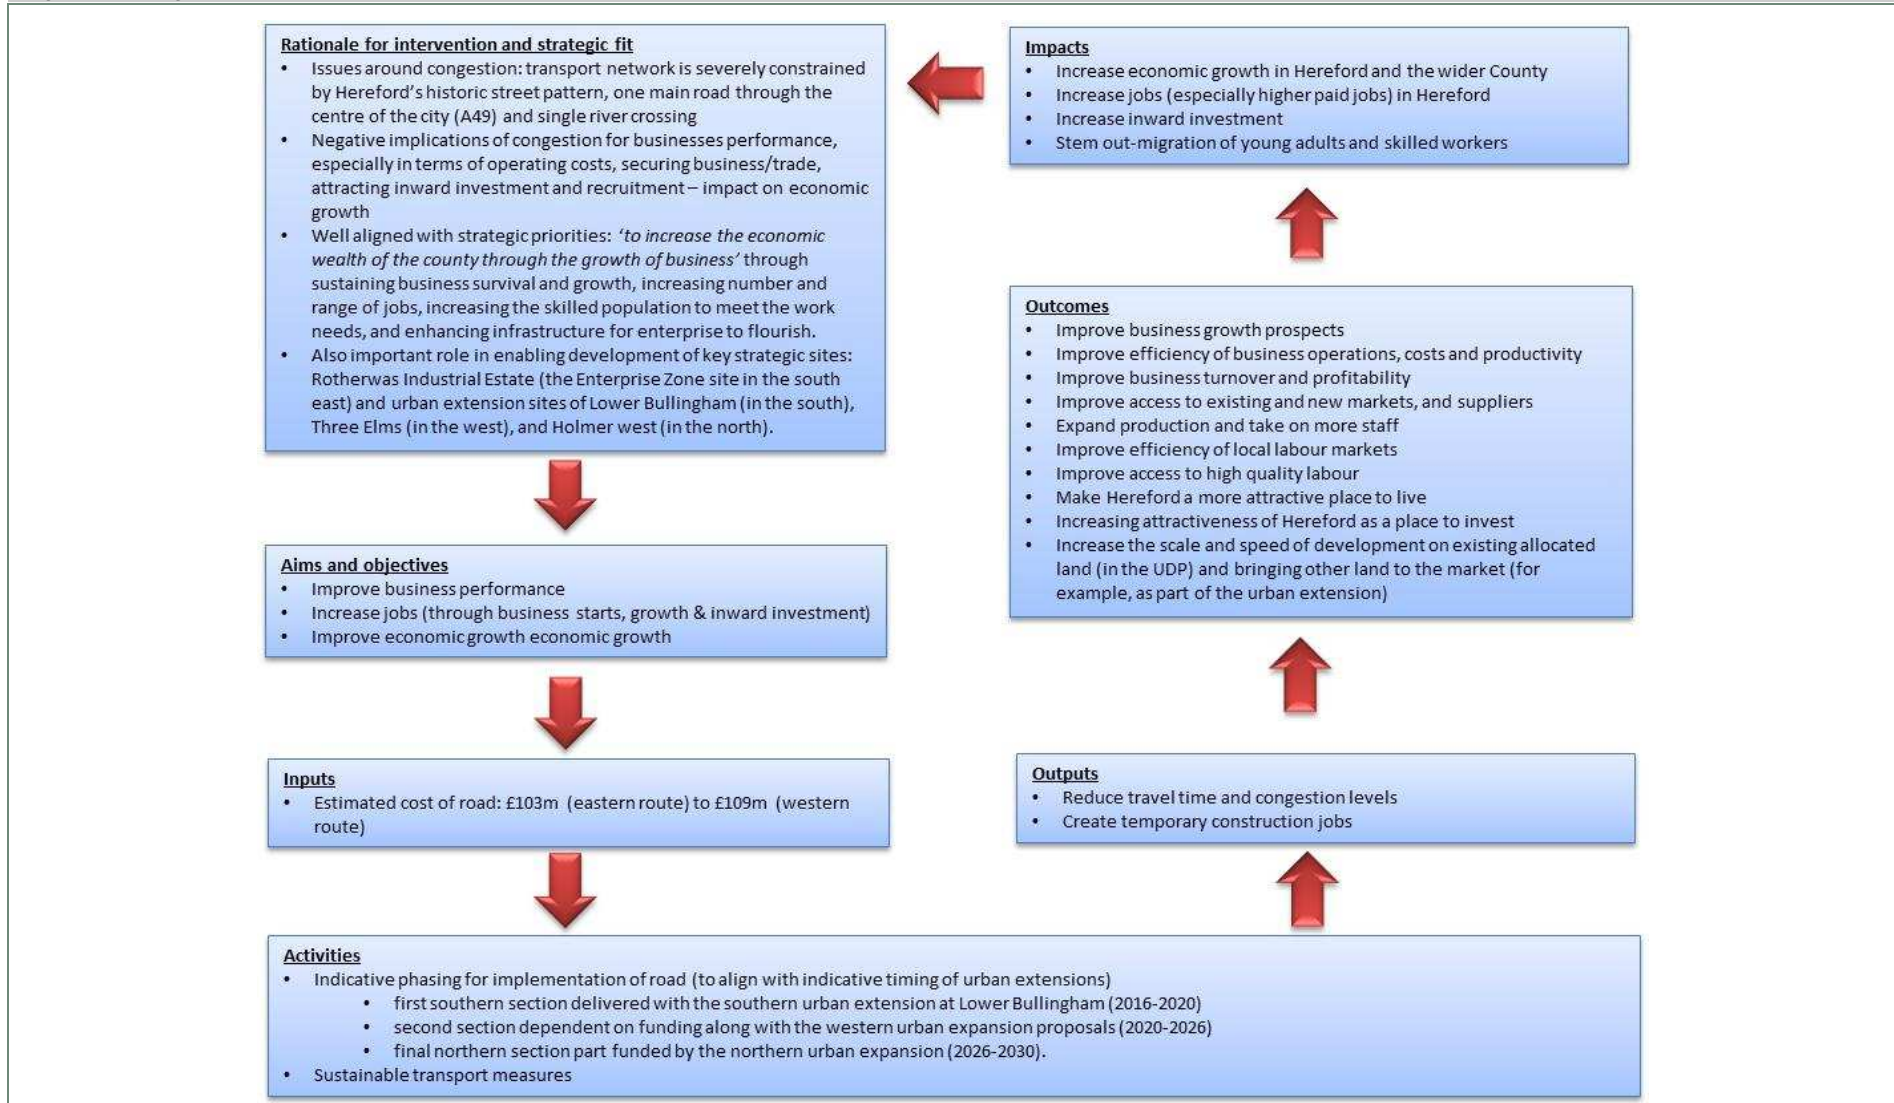 Rationale for intervention and strategic fit
• Issues around congestion: transport network is severely constrained
by Hereford's historic street pattern, one main road through the
centre of the city (A49) and single river crossing
• Negative implications of congestion for businesses performance,
especially in terms of operating costs, securing business/trade,
attracting inward investment and recruitment – impact on economic
growth
• Well aligned with strategic priorities: 'to increase the economic
wealth of the county through the growth of business' through
sustaining business survival and growth, increasing number and
range of jobs, increasing the skilled population to meet the work
needs, and enhancing infrastructure for enterprise to flourish.
• Also important role in enabling development of key strategic sites:
Rotherwas Industrial Estate (the Enterprise Zone site in the south
east) and urban extension sites of Lower Bullingham (in the south),
Three Elms (in the west), and Holmer west (in the north).
Aims and objectives
• Improve business performance
• Increase jobs (through business starts, growth & inward investment)
• Improve economic growth economic growth
Inputs
• Estimated cost of road: £103m (eastern route) to £109m (western
route)
Activities
• Indicative phasing for implementation of road (to align with indicative timing of urban extensions)
• first southern section delivered with the southern urban extension at Lower Bullingham (2016-2020)
• second section dependent on funding along with the western urban expansion proposals (2020-2026)
• final northern section part funded by the northern urban expansion (2026-2030).
• Sustainable transport measures
Outputs
• Reduce travel time and congestion levels
• Create temporary construction jobs
Outcomes
• Improve business growth prospects
• Improve efficiency of business operations, costs and productivity
• Improve business turnover and profitability
• Improve access to existing and new markets, and suppliers
• Expand production and take on more staff
• Improve efficiency of local labour markets
• Improve access to high quality labour
• Make Hereford a more attractive place to live
• Increasing attractiveness of Hereford as a place to invest
• Increase the scale and speed of development on existing allocated
land (in the UDP) and bringing other land to the market (for
example, as part of the urban extension)
Impacts
• Increase economic growth in Hereford and the wider County
• Increase jobs (especially higher paid jobs) in Hereford
• Increase inward investment
• Stem out-migration of young adults and skilled workers